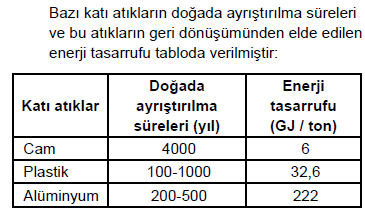 Bazı katı atıkların doğada ayrıştırılma süreleri
ve bu atıkların geri dönüşümünden elde edilen
enerji tasarrufu tabloda verilmiştir:
Katı atıklar | Doğada ayrıştırılma süreleri (yıl) | Enerji tasarrufu (GJ / ton)
Cam | 4000 | 6
Plastik | 100-1000 | 32,6
Alüminyum | 200-500 | 222